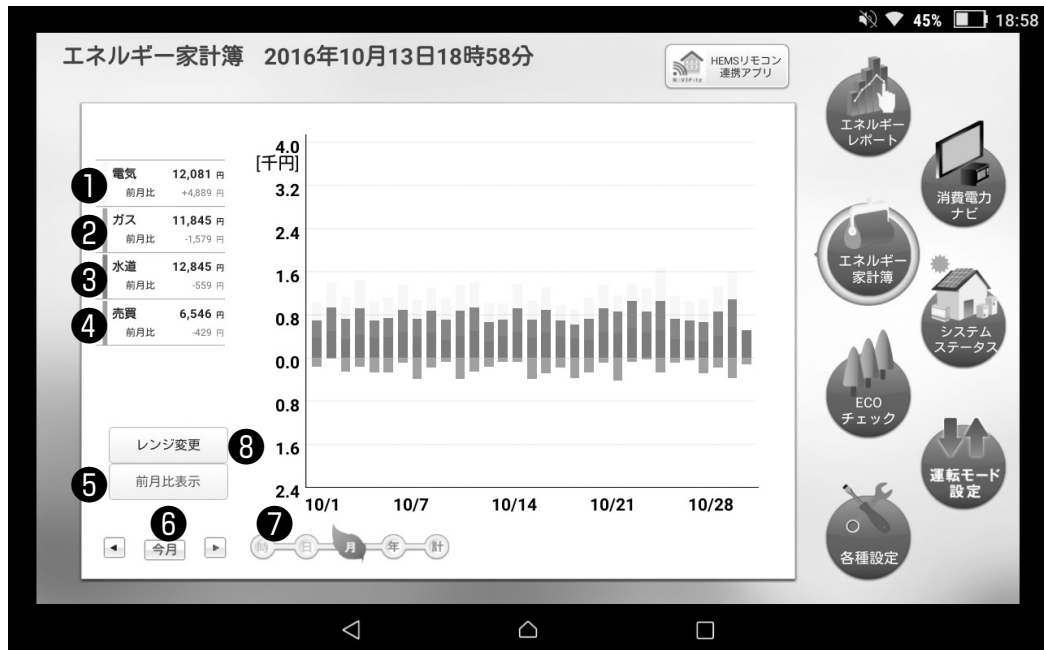 45% 18:58
エネルギー家計簿 2016年10月13日18時58分
HEMSリモコン
連携アプリ
エネルギー
レポート
消費電力
ナビ
エネルギー
家計簿
システム
ステータス
ECO
チェック
運転モード
設定
各種設定
❶ 電気 12,081 円
前月比 +4,889 円
❷ ガス 11,845 円
前月比 -1,579 円
❸ 水道 12,845 円
前月比 -559 円
❹ 売買 6,546 円
前月比 -429 円
4.0
[千円]
3.2
2.4
1.6
0.8
0.0
0.8
1.6
2.4
10/1 10/7 10/14 10/21 10/28
レンジ変更 ❽
❺ 前月比表示
❻ ❼
今月
時 日 月 年 計